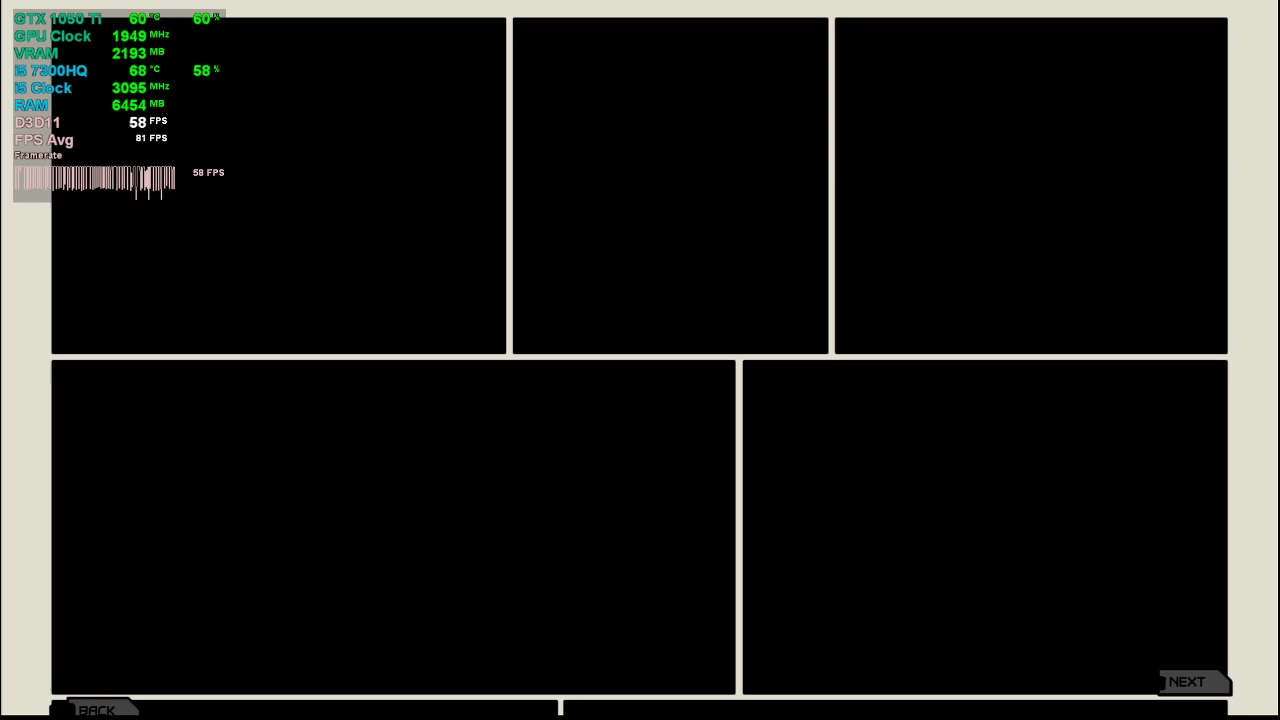 GTX 1050 Ti 60 °C 60 %
GPU Clock 1949 MHz
VRAM 2193 MB
i5 7300HQ 68 °C 58 %
i5 Clock 3095 MHz
RAM 6454 MB
D3D11 58 FPS
FPS Avg 81 FPS
Framerate
58 FPS
NEXT
BACK